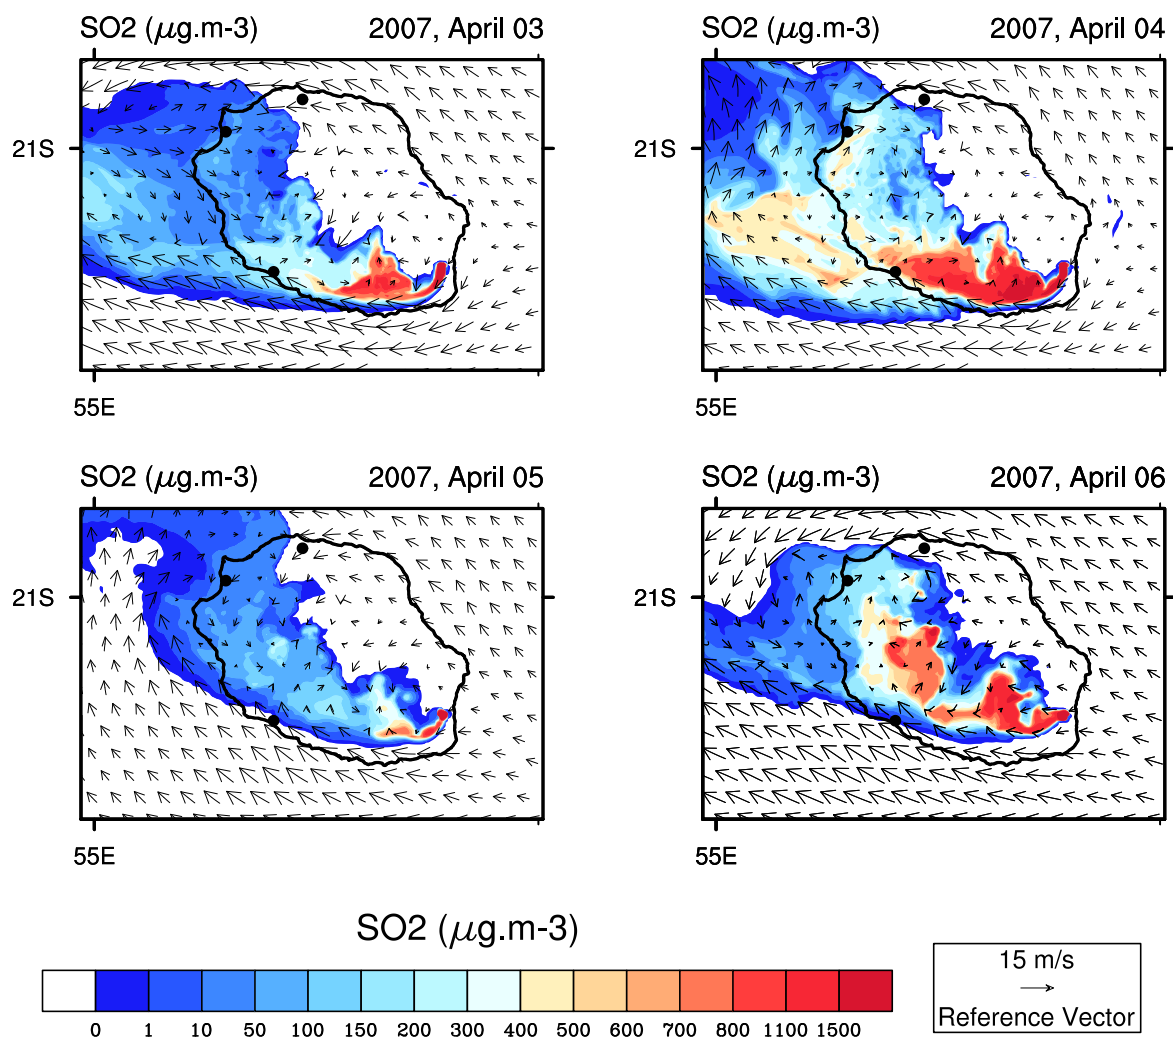 SO2 (μg.m-3) 2007, April 03
21S
55E
SO2 (μg.m-3) 2007, April 04
21S
55E
SO2 (μg.m-3) 2007, April 05
21S
55E
SO2 (μg.m-3) 2007, April 06
21S
55E
SO2 (μg.m-3)
0 1 10 50 100 150 200 300 400 500 600 700 800 1100 1500
15 m/s
Reference Vector